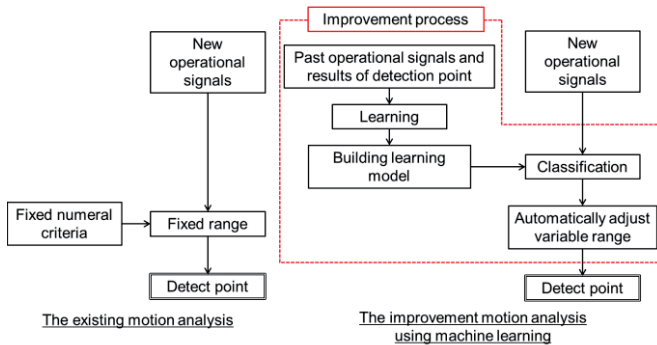 New
operational
signals
Fixed numeral
criteria
Fixed range
Detect point
The existing motion analysis
Improvement process
Past operational signals and
results of detection point
Learning
Building learning
model
New
operational
signals
Classification
Automatically adjust
variable range
Detect point
The improvement motion analysis
using machine learning